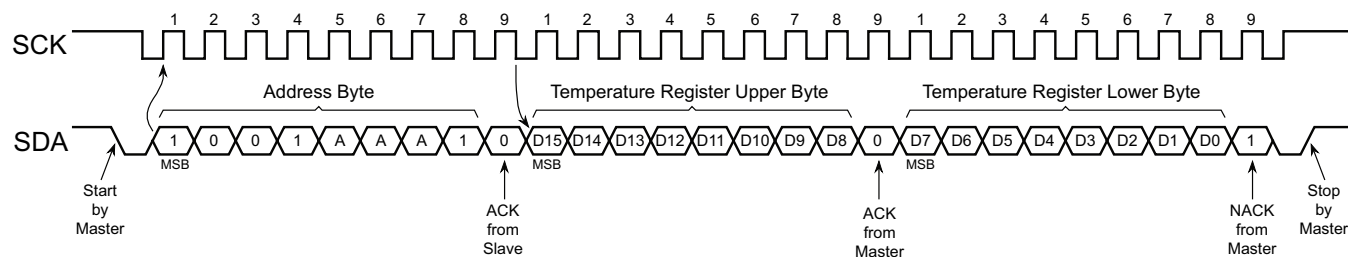 1 2 3 4 5 6 7 8 9 1 2 3 4 5 6 7 8 9 1 2 3 4 5 6 7 8 9
SCK
Address Byte Temperature Register Upper Byte Temperature Register Lower Byte
SDA 1 0 0 1 A A A 1 0 D15 D14 D13 D12 D11 D10 D9 D8 0 D7 D6 D5 D4 D3 D2 D1 D0 1
MSB MSB MSB
Start
by
Master
ACK
from
Slave
ACK
from
Master
NACK
from
Master
Stop
by
Master